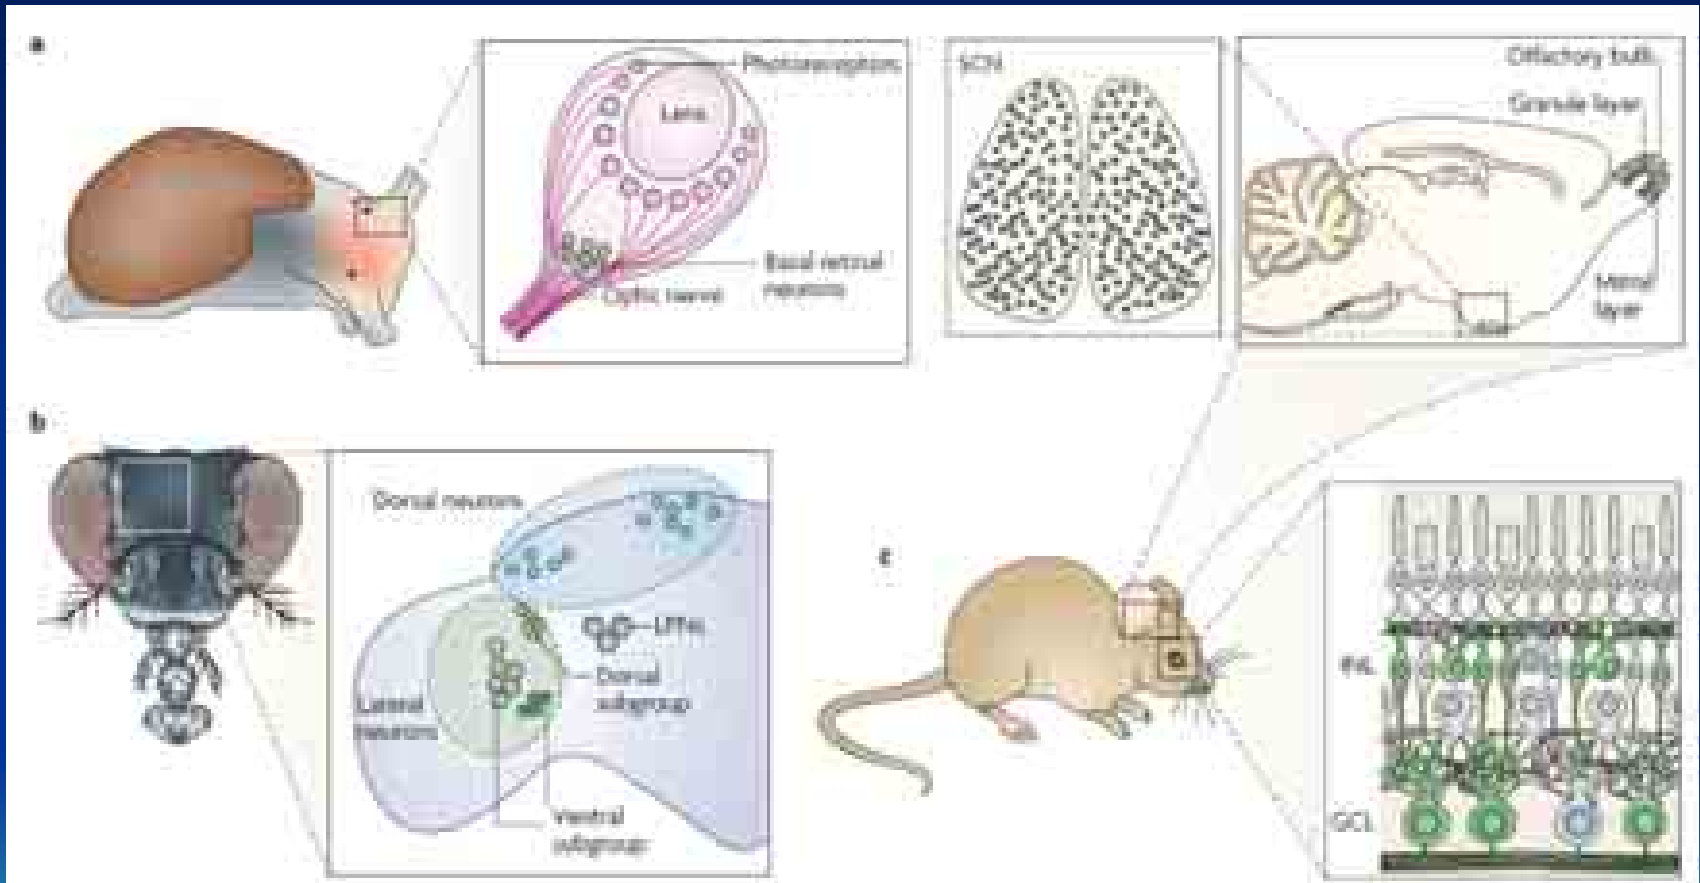 a
Photoreceptors
Lens
Basal retinal
neurons
Optic nerve
SCN
Olfactory bulb
Granule layer
Mitral
layer
b
Dorsal neurons
LPNs
Dorsal
subgroup
Lateral
neurons
Ventral
subgroup
c
INL
GCL